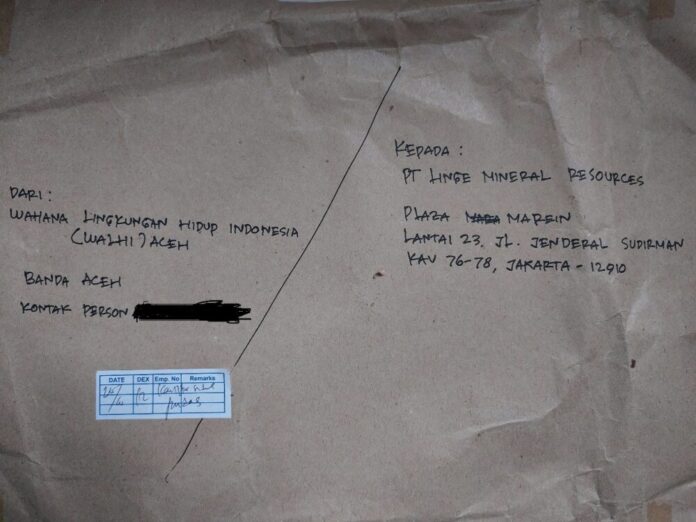 DARI :
WAHANA LINGKUNGAN HIDUP INDONESIA
(WALHI) ACEH
BANDA ACEH
KONTAK PERSON
KEPADA :
PT LINGE MINERAL RESOURCES
PLAZA MAREIN
LANTAI 23. JL. JENDERAL SUDIRMAN
KAV 76-78, JAKARTA - 12910
DATE DEX Emp. No Remarks